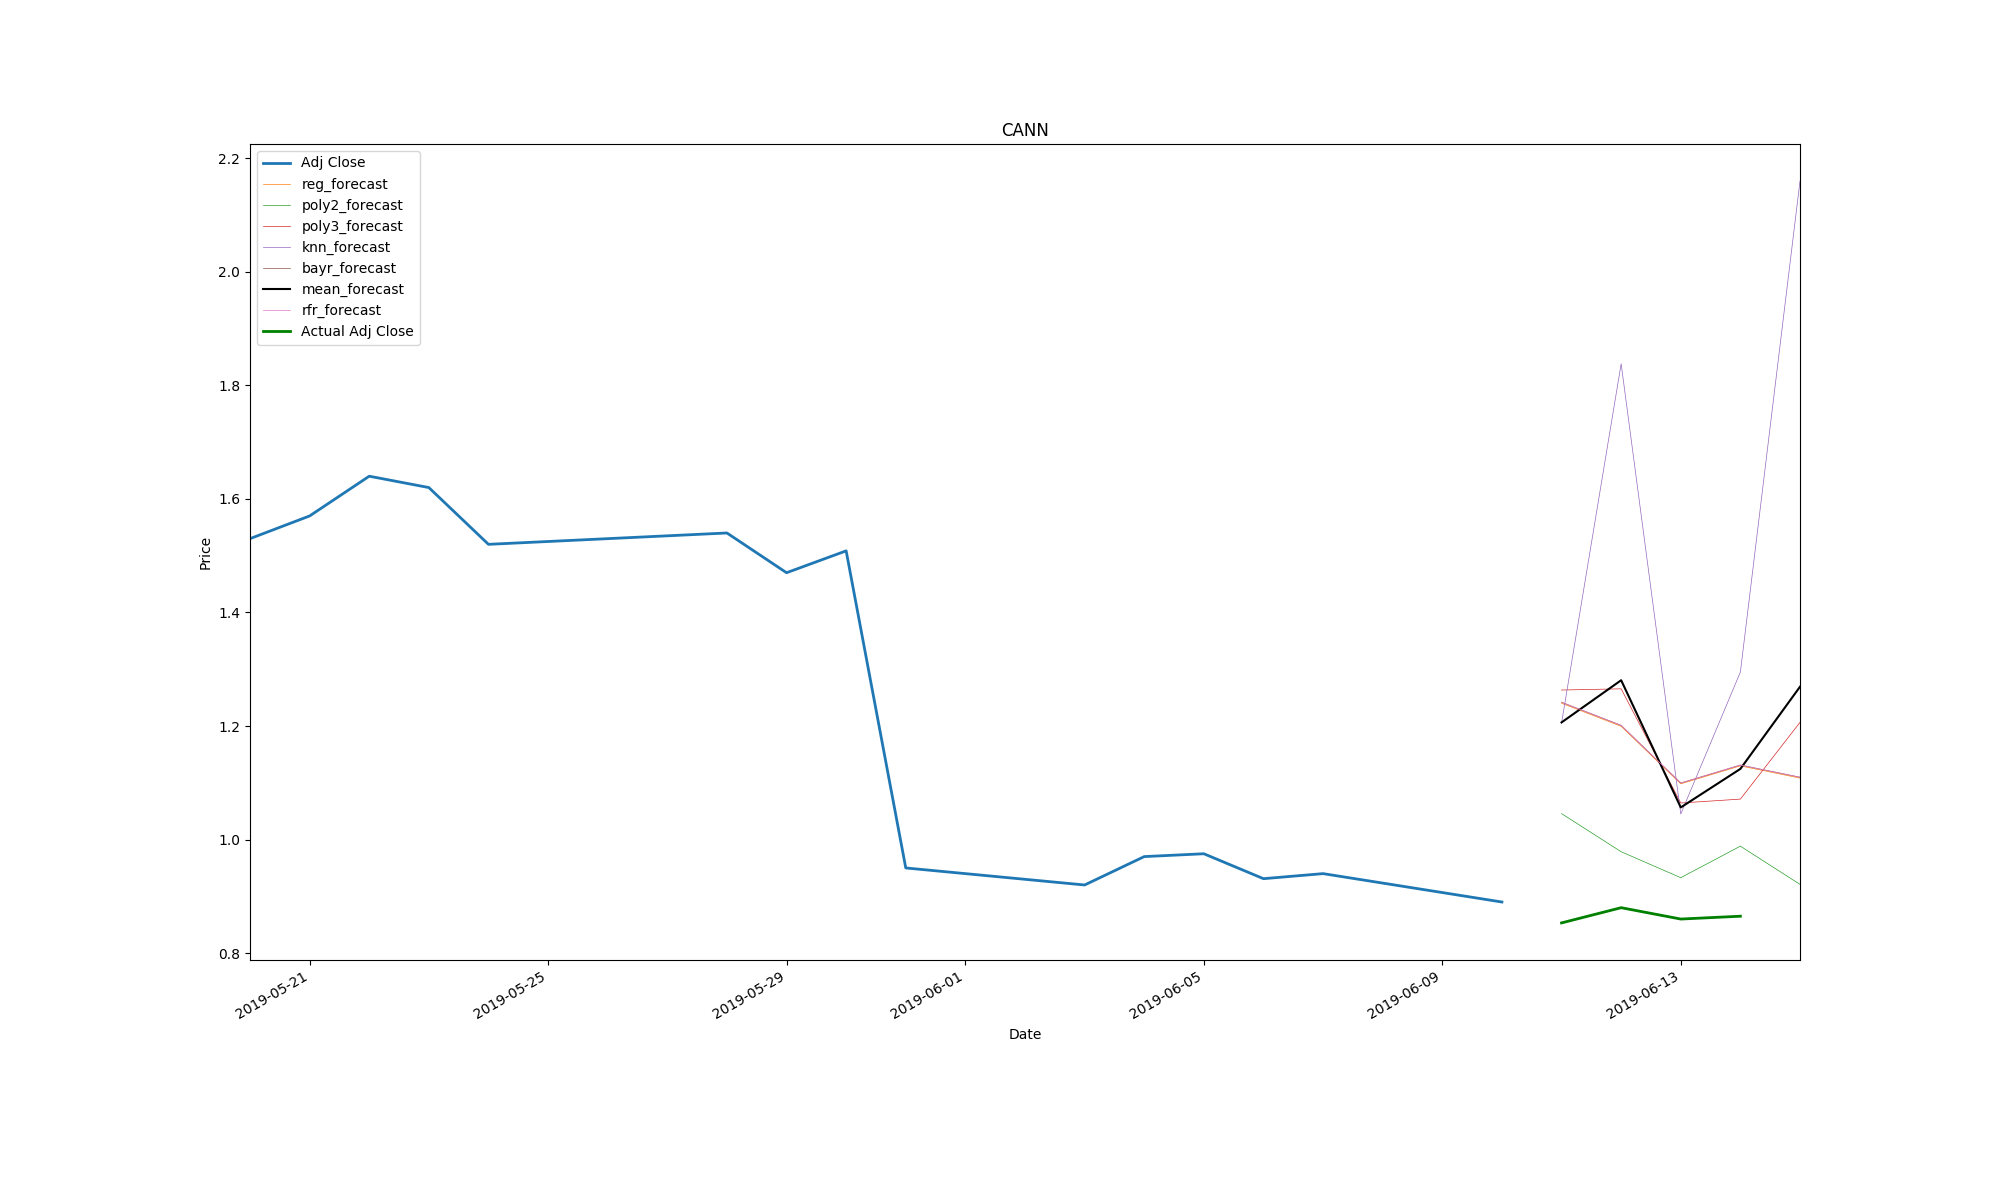 CANN
2.2
2.0
1.8
1.6
1.4
1.2
1.0
0.8
Price
Adj Close
reg_forecast
poly2_forecast
poly3_forecast
knn_forecast
bayr_forecast
mean_forecast
rfr_forecast
Actual Adj Close
2019-05-21
2019-05-25
2019-05-29
2019-06-01
2019-06-05
2019-06-09
2019-06-13
Date